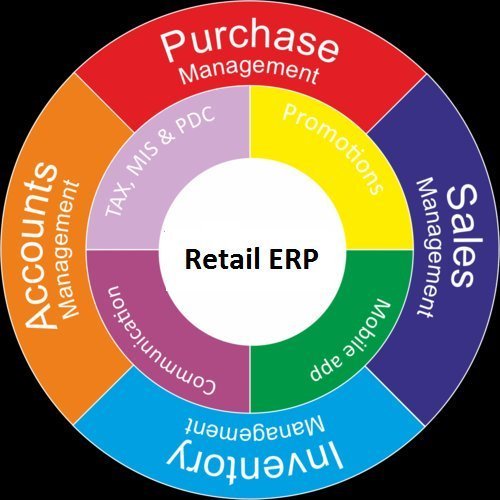 Purchase
Management
Sales
Management
Inventory
Management
Accounts
Management
TAX, MIS & PDC
Promotions
Mobile app
Communication
Retail ERP